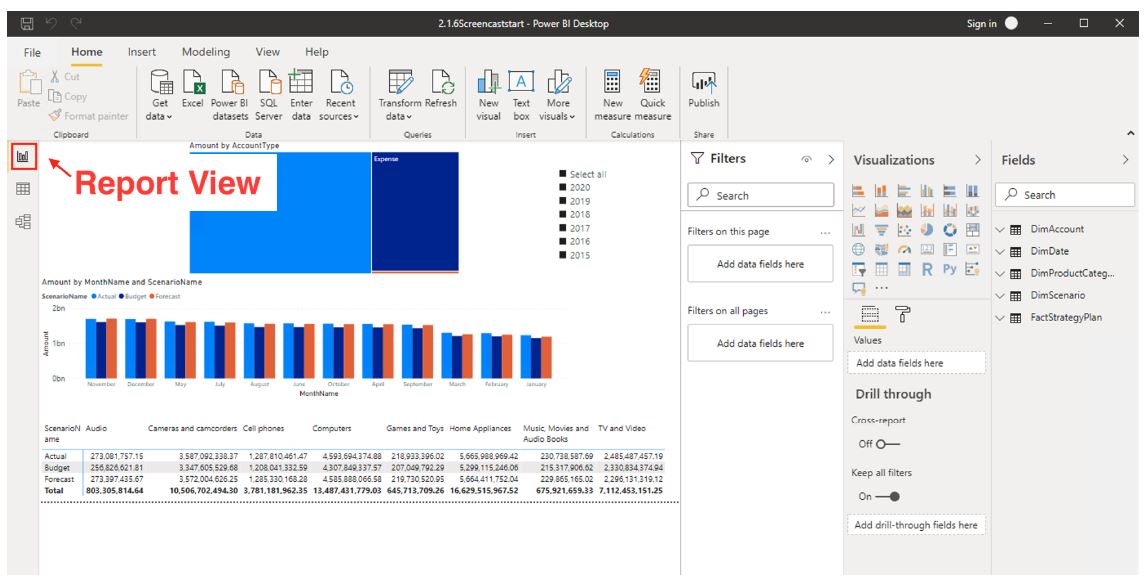 2.1.6Screencaststart - Power BI Desktop
Sign in
File Home Insert Modeling View Help
Paste
Cut
Copy
Format painter
Clipboard
Get data
Excel
Power BI datasets
SQL Server
Enter data
Recent sources
Data
Transform data
Refresh
Queries
New visual
Text box
More visuals
Insert
New measure
Quick measure
Calculations
Publish
Share
Report View
Amount by AccountType
Expense
Select all
2020
2019
2018
2017
2016
2015
Amount by MonthName and ScenarioName
ScenarioName Actual Budget Forecast
2bn
1bn
0bn
Amount
November December May July August June October April September March February January
MonthName
ScenarioName Audio Cameras and camcorders Cell phones Computers Games and Toys Home Appliances Music, Movies and Audio Books TV and Video
Actual 273,081,757.15 3,587,092,338.37 1,287,810,461.47 4,593,694,374.88 218,933,396.02 5,665,988,969.42 230,738,587.69 2,485,487,457.19
Budget 256,826,621.81 3,347,605,529.68 1,208,041,332.59 4,307,849,337.57 207,049,792.29 5,299,115,246.06 215,317,906.62 2,330,834,374.94
Forecast 273,397,435.67 3,572,004,626.25 1,285,330,168.28 4,585,888,066.58 219,730,520.95 5,664,411,752.04 229,865,165.02 2,296,131,319.12
Total 803,305,814.64 10,506,702,494.30 3,781,181,962.35 13,487,431,779.03 645,713,709.26 16,629,515,967.52 675,921,659.33 7,112,453,151.25
Filters
Search
Filters on this page ...
Add data fields here
Filters on all pages ...
Add data fields here
Visualizations
R Py
...
Values
Add data fields here
Drill through
Cross-report
Off
Keep all filters
On
Add drill-through fields here
Fields
Search
DimAccount
DimDate
DimProductCateg...
DimScenario
FactStrategyPlan